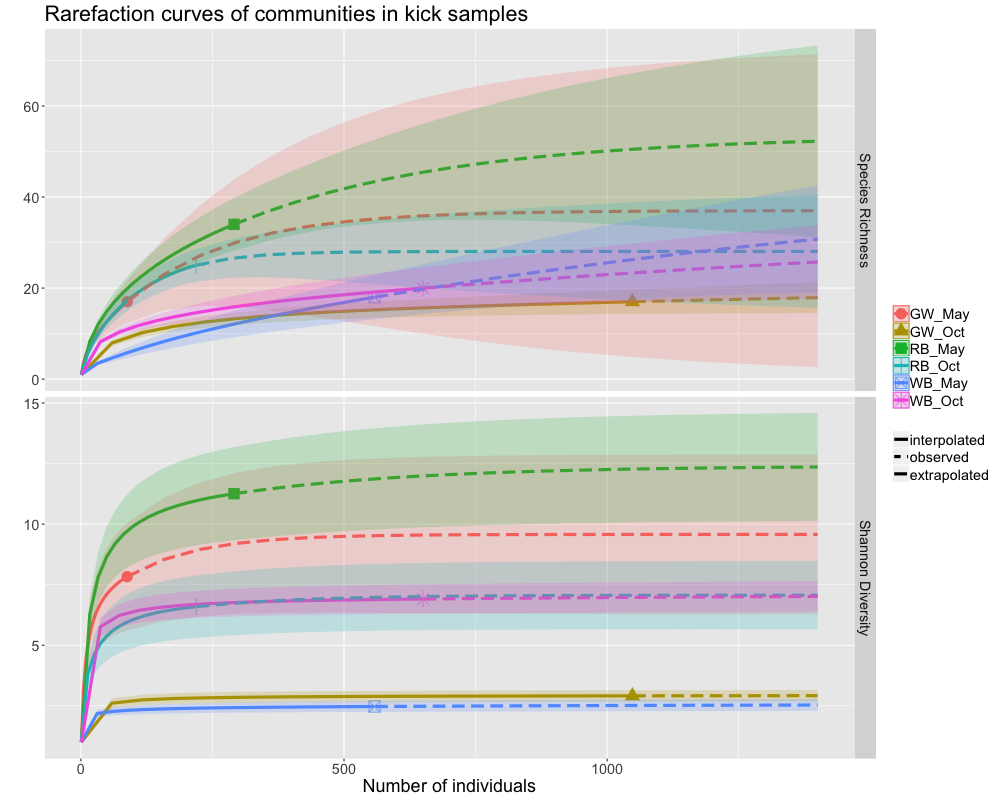 Rarefaction curves of communities in kick samples
60
40
20
0
Species Richness
15
10
5
Shannon Diversity
0
500
1000
Number of individuals
GW_May
GW_Oct
RB_May
RB_Oct
WB_May
WB_Oct
interpolated
observed
extrapolated